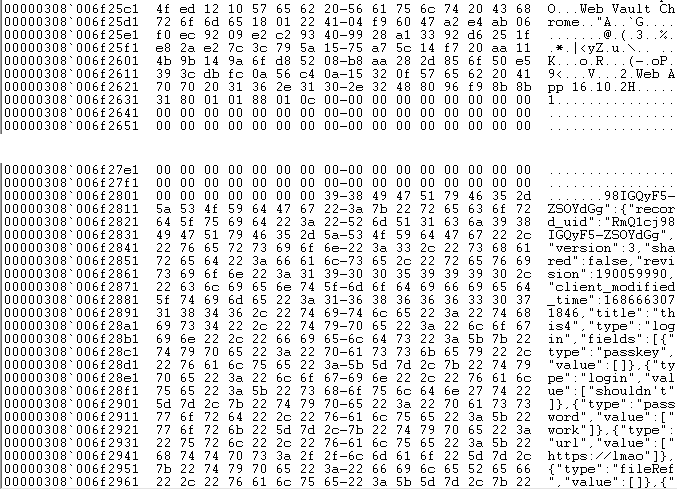 00000308`006f25c1 4f ed 12 10 57 65 62 20-56 61 75 6c 74 20 43 68 O...Web Vault Ch
00000308`006f25d1 72 6f 6d 65 18 01 22 41-04 f9 60 47 a2 e4 ab 06 rome.."A..`G....
00000308`006f25e1 fe ec 92 09 e2 c2 93 40-99 28 a1 33 92 d6 25 1f .......@.(.3..%.
00000308`006f25f1 e8 2a e2 7c 3c 79 5a 15-75 a7 5c 14 f7 20 aa 11 .*.|<yZ.u.\.. ..
00000308`006f2601 4b 9b 14 9a 6f d8 52 08-b8 aa 28 2d 85 6f 50 e5 K...o.R...(-.oP.
00000308`006f2611 39 3c db fc 0a 56 c4 0a-15 32 0f 57 65 62 20 41 9<...V...2.Web A
00000308`006f2621 70 70 20 31 36 2e 31 30-2e 32 48 80 96 f9 8b 8b pp 16.10.2H.....
00000308`006f2631 31 80 01 01 88 01 0c 00-00 00 00 00 00 00 00 00 1...............
00000308`006f2641 00 00 00 00 00 00 00 00-00 00 00 00 00 00 00 00 ................
00000308`006f2651 00 00 00 00 00 00 00 00-00 00 00 00 00 00 00 00 ................
00000308`006f27e1 00 00 00 00 00 00 00 00-00 00 00 00 00 00 00 00 ................
00000308`006f27f1 00 00 00 00 00 00 00 00-00 00 00 00 00 00 00 00 ................
00000308`006f2801 00 00 00 00 00 00 00 39-38 49 47 51 79 46 35 2d .......98IGQyF5-
00000308`006f2811 5a 53 4f 59 64 47 67 22-3a 7b 22 72 65 63 6f 72 ZSOYdGg":{"recor
00000308`006f2821 64 5f 75 69 64 22 3a 22-52 6d 51 31 63 6a 39 38 d_uid":"RmQ1cj98
00000308`006f2831 49 47 51 79 46 35 2d 5a-53 4f 59 64 47 67 22 2c IGQyF5-ZSOYdGg",
00000308`006f2841 22 76 65 72 73 69 6f 6e-22 3a 33 2c 22 73 68 61 "version":3,"sha
00000308`006f2851 72 65 64 22 3a 66 61 6c-73 65 2c 22 72 65 76 69 red":false,"revi
00000308`006f2861 73 69 6f 6e 22 3a 31 39-30 30 35 39 39 39 30 2c sion":190059990,
00000308`006f2871 22 63 6c 69 65 6e 74 5f-6d 6f 64 69 66 69 65 64 "client_modified
00000308`006f2881 5f 74 69 6d 65 22 3a 31-36 38 36 36 36 33 30 37 _time":168666307
00000308`006f2891 31 38 34 36 2c 22 74 69-74 6c 65 22 3a 22 74 68 1846,"title":"th
00000308`006f28a1 69 73 34 22 2c 22 74 79-70 65 22 3a 22 6c 6f 67 is4","type":"log
00000308`006f28b1 69 6e 22 2c 22 66 69 65-6c 64 73 22 3a 5b 7b 22 in","fields":[{"
00000308`006f28c1 74 79 70 65 22 3a 22 70-61 73 73 6b 65 79 22 2c type":"passkey",
00000308`006f28d1 22 76 61 6c 75 65 22 3a-5b 5d 7d 2c 7b 22 74 79 "value":[]},{"ty
00000308`006f28e1 70 65 22 3a 22 6c 6f 67-69 6e 22 2c 22 76 61 6c pe":"login","val
00000308`006f28f1 75 65 22 3a 5b 22 73 68-6f 75 6c 64 6e 27 74 22 ue":["shouldn't"
00000308`006f2901 5d 7d 2c 7b 22 74 79 70-65 22 3a 22 70 61 73 73 ]},{"type":"pass
00000308`006f2911 77 6f 72 64 22 2c 22 76-61 6c 75 65 22 3a 5b 22 word","value":["
00000308`006f2921 77 6f 72 6b 22 5d 7d 2c-7b 22 74 79 70 65 22 3a work"]},{"type":
00000308`006f2931 22 75 72 6c 22 2c 22 76-61 6c 75 65 22 3a 5b 22 "url","value":["
00000308`006f2941 68 74 74 70 73 3a 2f 2f-6c 6d 61 6f 22 5d 7d 2c https://lmao"]},
00000308`006f2951 7b 22 74 79 70 65 22 3a-22 66 69 6c 65 52 65 66 {"type":"fileRef
00000308`006f2961 22 2c 22 76 61 6c 75 65-22 3a 5b 5d 7d 2c 7b 22 ","value":[]},{"